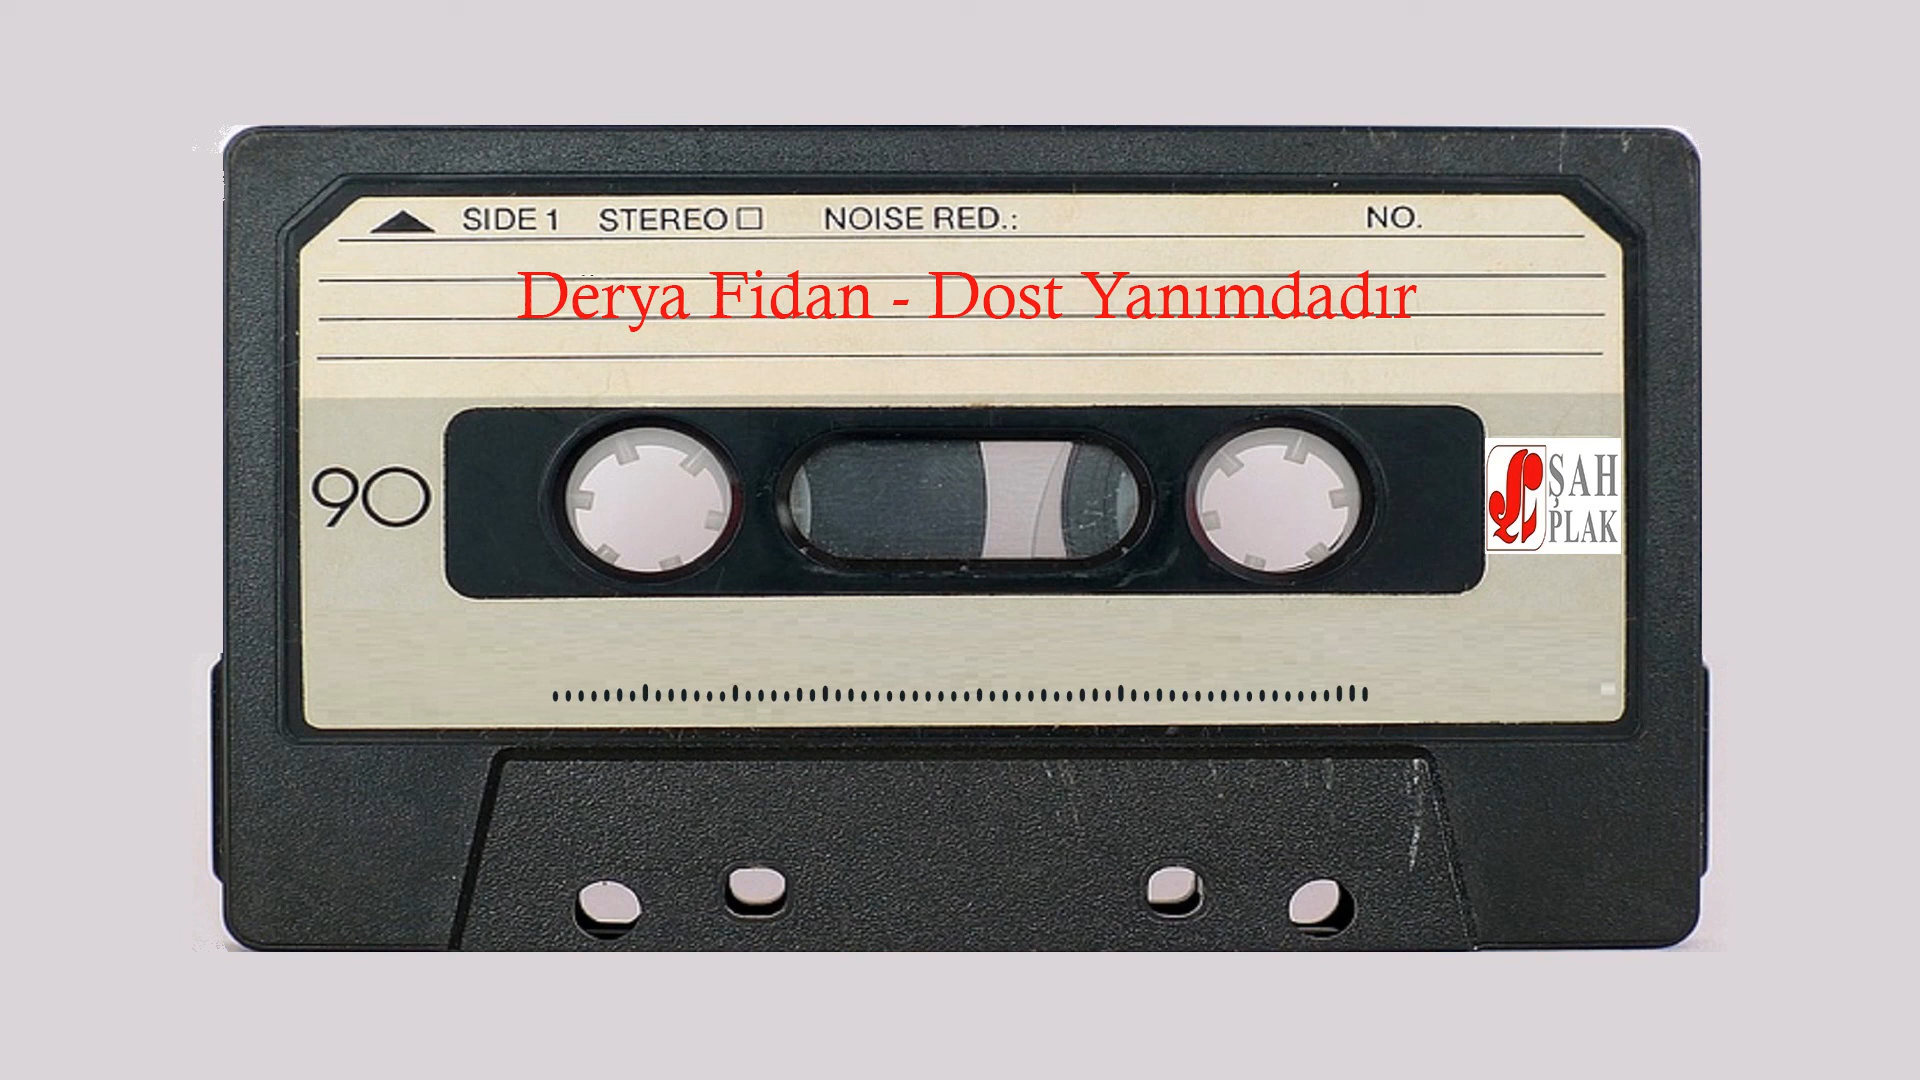 SIDE 1 STEREO NOISE RED.: NO.
Derya Fidan - Dost Yanımdadır
90
ŞAH
PLAK